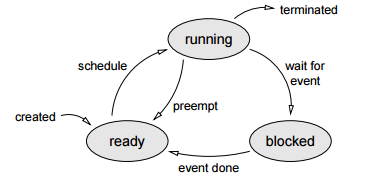 terminated
running
schedule
wait for
event
preempt
created
ready
blocked
event done